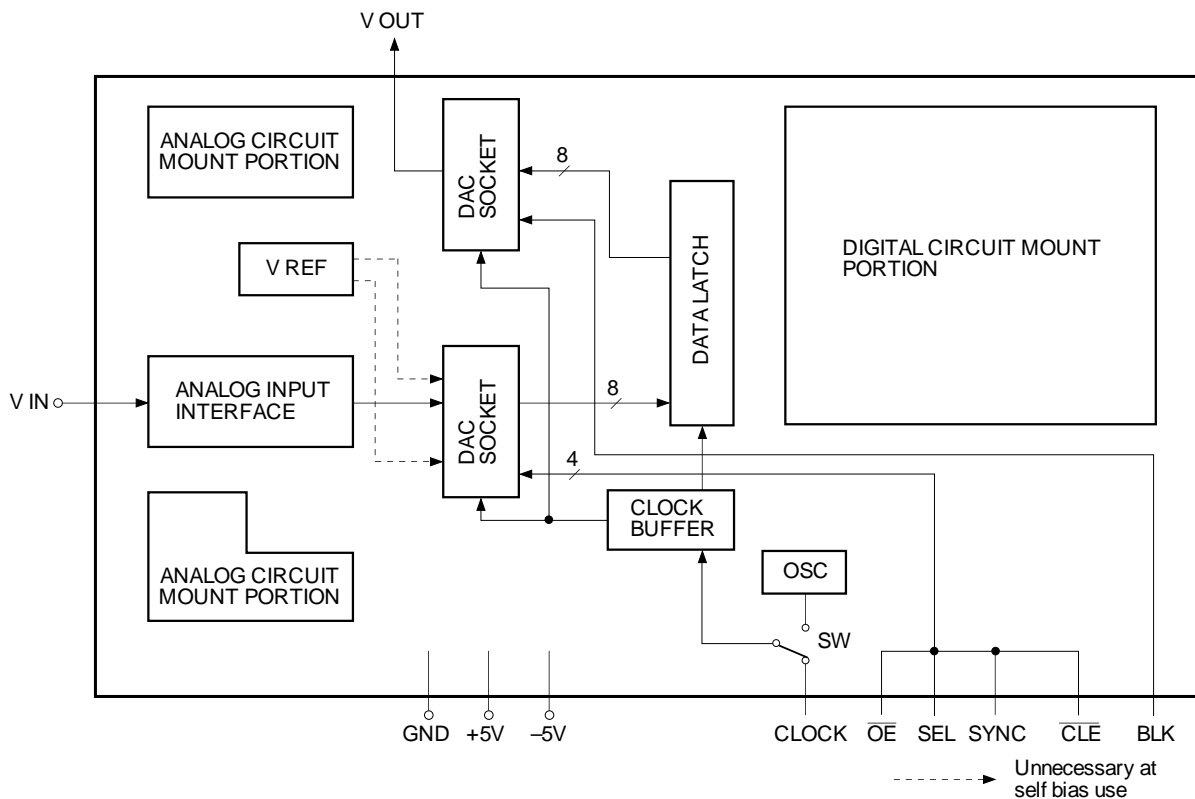 V OUT
ANALOG CIRCUIT
MOUNT PORTION
DAC
SOCKET
8
DATA LATCH
DIGITAL CIRCUIT MOUNT
PORTION
V REF
V IN
ANALOG INPUT
INTERFACE
DAC
SOCKET
8
4
CLOCK
BUFFER
ANALOG CIRCUIT
MOUNT PORTION
OSC
SW
GND
+5V
–5V
CLOCK
O̅E̅
SEL
SYNC
C̅L̅E̅
BLK
Unnecessary at
self bias use